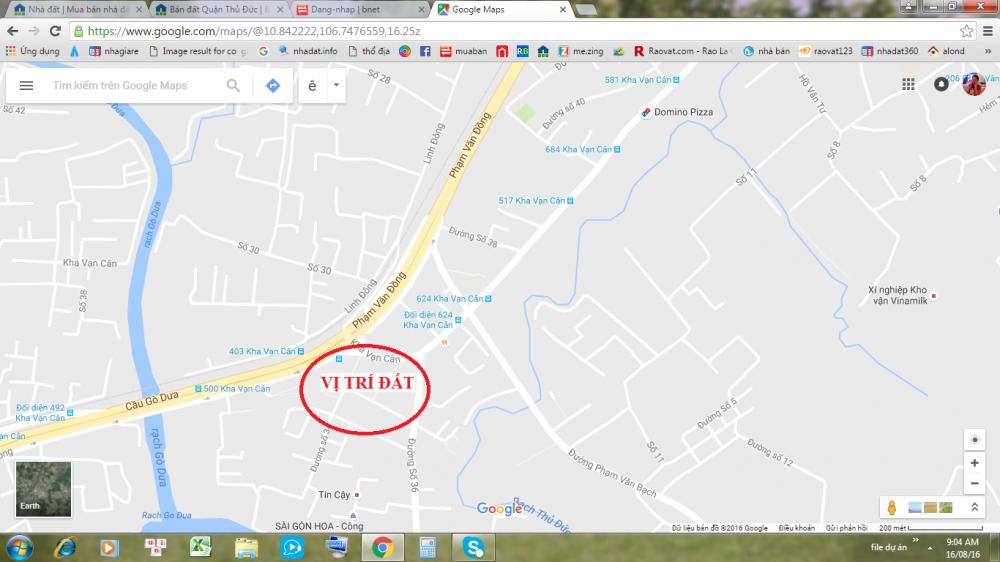 Nhà đất | Mua bán nhà đấ
Bán đất Quận Thủ Đức | B
Dang-nhap | bnet
Google Maps
https://www.google.com/maps/@10.842222,106.7476559,16.25z
Ứng dụng
nhagiare
Image result for co
nhadat.info
thổ địa
muaban
me.zing
Raovat.com - Rao La
nhà bán
raovat123
nhadat360
alond
Tìm kiếm trên Google Maps
ê
Số 28
581 Kha Vạn Cân
Hồ Văn Tư
Số 42
Linh Đông
Phạm Văn Đồng
Đường số 40
Domino Pizza
684 Kha Vạn Cân
Số 11
Số 8
Số 8
517 Kha Vạn Cân
rạch Gò Dưa
Kha Vạn Cân
Số 30
Số 30
Đường Số 38
Số 38
Linh Đông
Phạm Văn Đồng
624 Kha Vạn Cân
Đối diện 624
Kha Vạn Cân
Xí nghiệp Kho
vận Vinamilk
403 Kha Vạn Cân
Kha Vạn Cân
VỊ TRÍ ĐẤT
500 Kha Vạn Cân
Cầu Gò Dưa
Đối diện 492
Kha Vạn Cân
rạch Gò Dưa
Đường Số 36
Đường Phạm Văn Bạch
Số 11
Đường Số 5
Đường số 12
Earth
Tin Cậy
Rach Go Dua
SÀI GÒN HOA - Công
Google
Rạch Thủ Đức
Dữ liệu bản đồ ©2016 Google
Điều khoản
Gửi phản hồi
200 mét
file dự án
9:04 AM
16/08/16